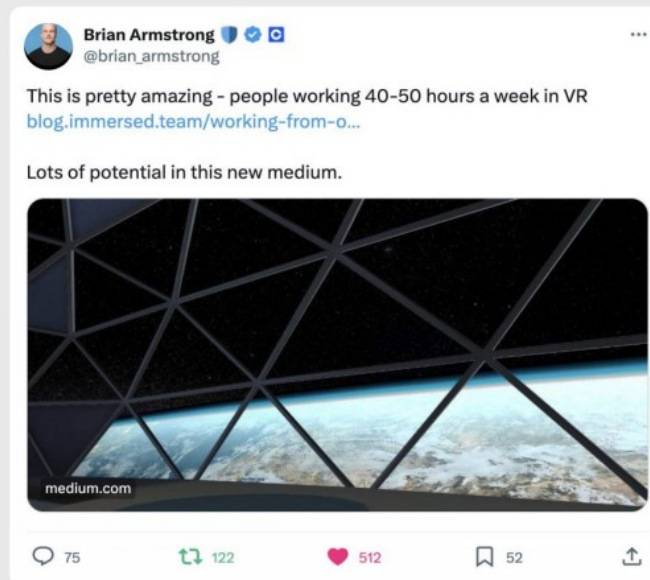 Brian Armstrong
@brian_armstrong
This is pretty amazing - people working 40-50 hours a week in VR
blog.immersed.team/working-from-o...
Lots of potential in this new medium.
medium.com
75 122 512 52